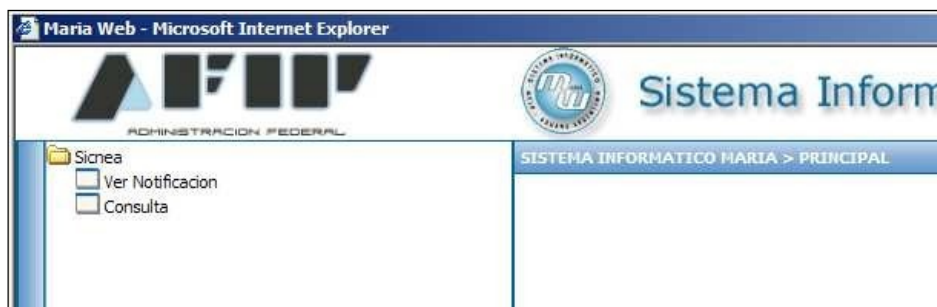 Maria Web - Microsoft Internet Explorer
AFIP
ADMINISTRACION FEDERAL
Sistema Inform
Sicnea
Ver Notificacion
Consulta
SISTEMA INFORMATICO MARIA > PRINCIPAL